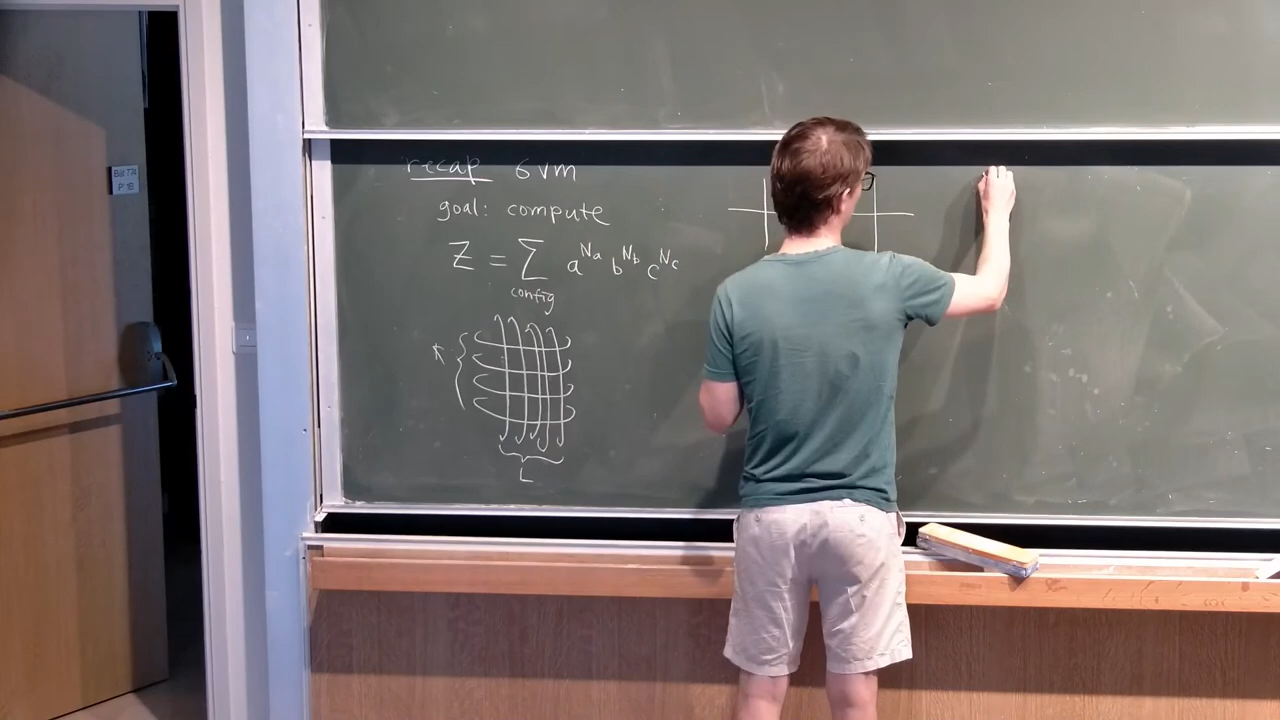 recap 6vm
goal: compute
Z = ∑ a^Na b^Nb c^Nc
config
K
L